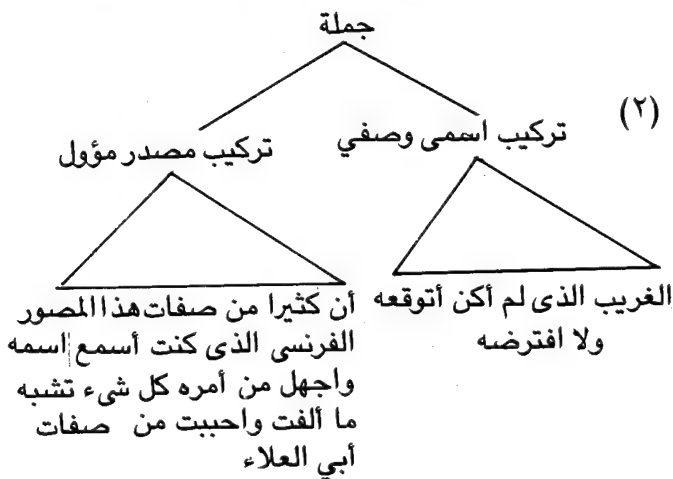 جملة
(٢)
تركيب اسمى وصفي
تركيب مصدر مؤول
الغريب الذى لم أكن أتوقعه
ولا افترضه
أن كثيرا من صفات هذا المصور
الفرنسى الذى كنت أسمع اسمه
واجهل من أمره كل شىء تشبه
ما ألفت واحببت من صفات
أبي العلاء